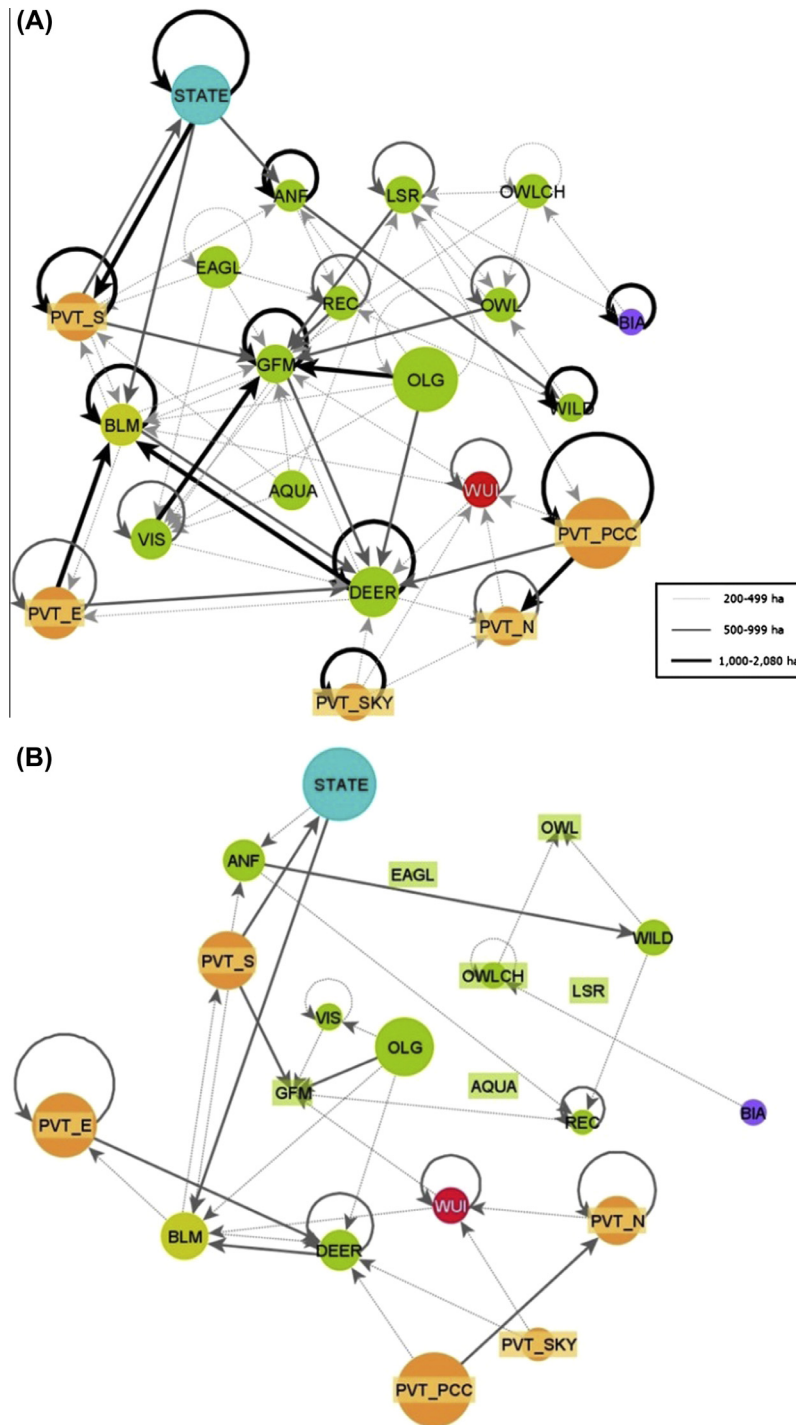 (A)
STATE
ANF
LSR
OWLCH
EAGL
REC
OWL
PVT_S
BIA
GFM
OLG
WILD
BLM
AQUA
WUI
VIS
PVT_PCC
DEER
PVT_E
PVT_N
PVT_SKY
200-499 ha
500-999 ha
1,000-2,080 ha
(B)
STATE
OWL
ANF
EAGL
WILD
PVT_S
OWLCH
LSR
VIS
OLG
AQUA
GFM
BIA
REC
PVT_E
WUI
PVT_N
BLM
DEER
PVT_SKY
PVT_PCC